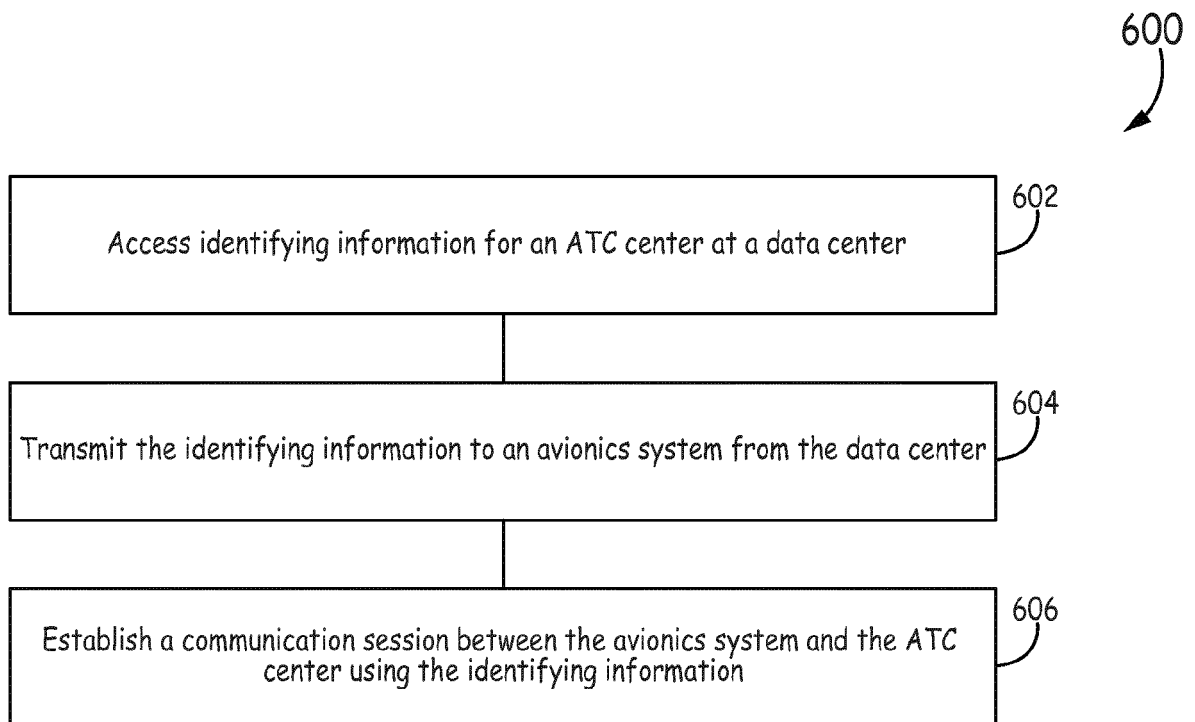 600
602
Access identifying information for an ATC center at a data center
604
Transmit the identifying information to an avionics system from the data center
606
Establish a communication session between the avionics system and the ATC
center using the identifying information